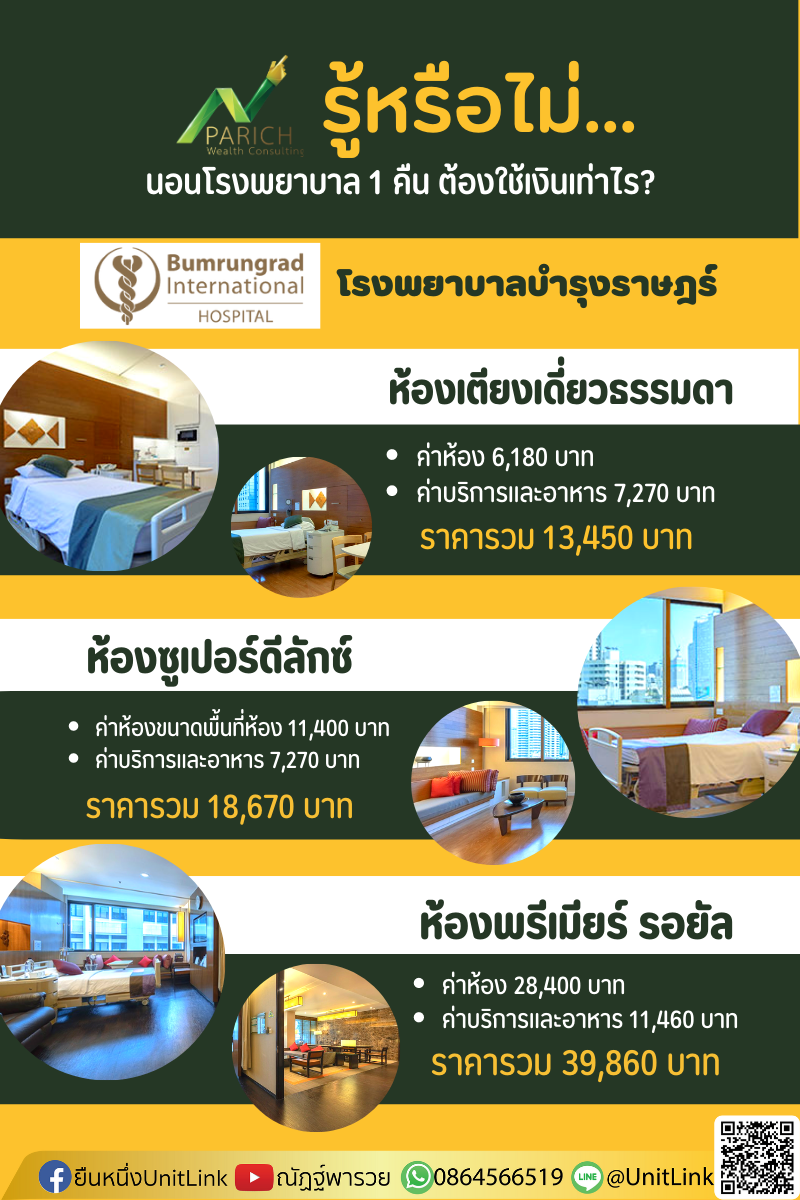 รู้หรือไม่...
PARICH
Wealth Consulting
นอนโรงพยาบาล 1 คืน ต้องใช้เงินเท่าไร?
Bumrungrad
International
HOSPITAL
โรงพยาบาลบำรุงราษฎร์
ห้องเตียงเดี่ยวธรรมดา
• ค่าห้อง 6,180 บาท
• ค่าบริการและอาหาร 7,270 บาท
ราคารวม 13,450 บาท
ห้องซูเปอร์ดีลักซ์
• ค่าห้องขนาดพื้นที่ห้อง 11,400 บาท
• ค่าบริการและอาหาร 7,270 บาท
ราคารวม 18,670 บาท
ห้องพรีเมียร์ รอยัล
• ค่าห้อง 28,400 บาท
• ค่าบริการและอาหาร 11,460 บาท
ราคารวม 39,860 บาท
ยืนหนึ่งUnitLink ณัฏฐ์พารวย 0864566519 LINE @UnitLink